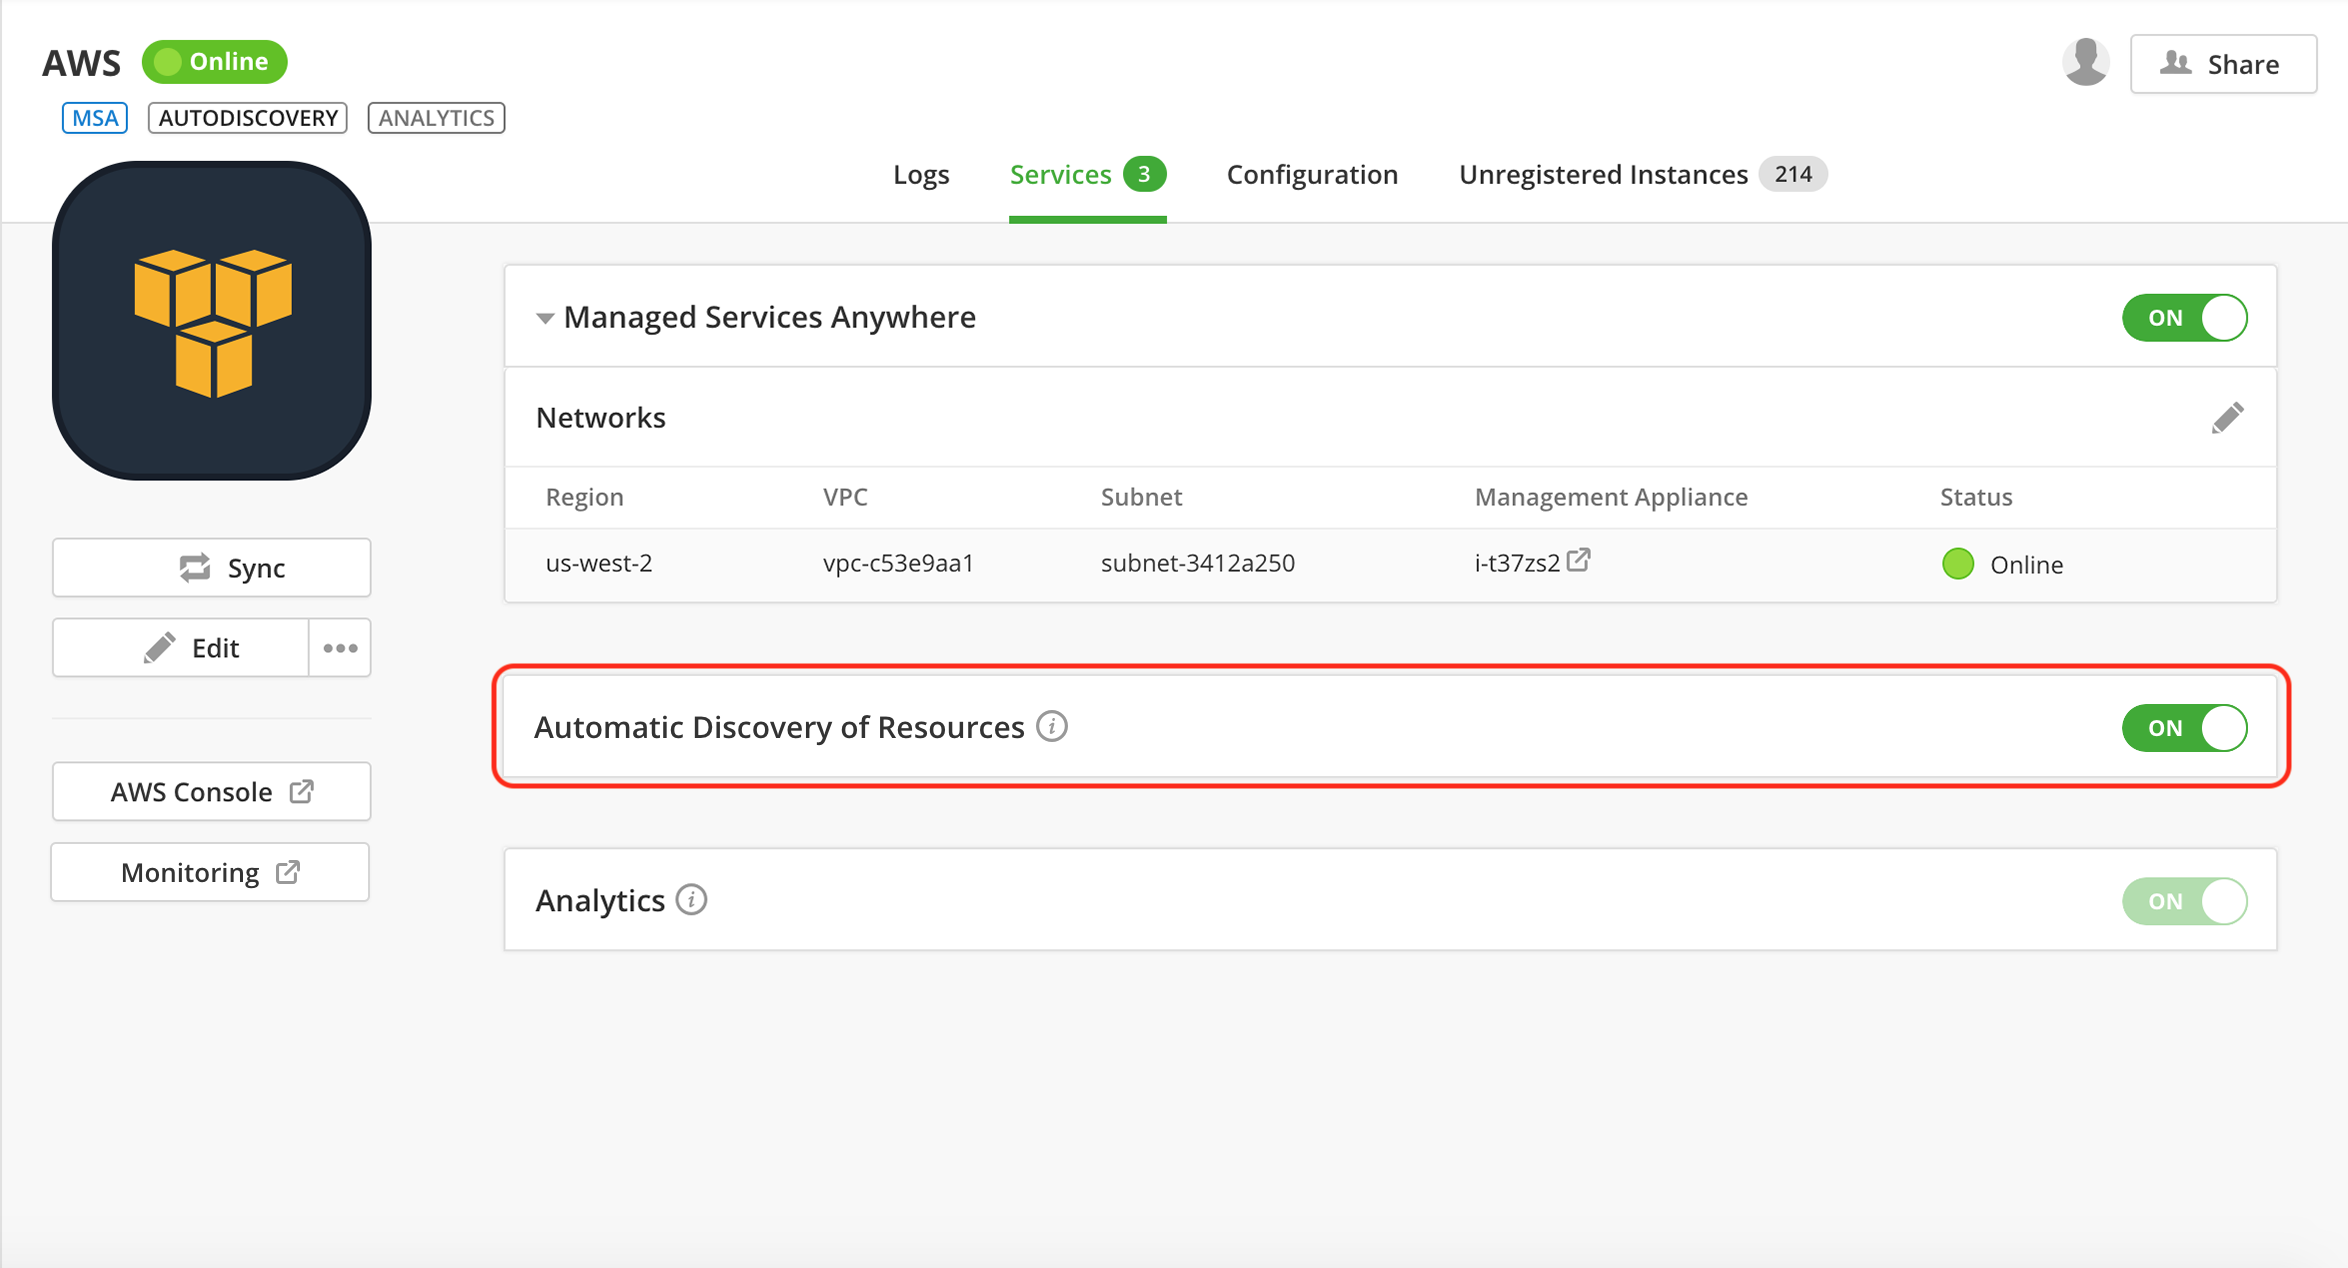 AWS Online
Share
MSA AUTODISCOVERY ANALYTICS
Logs Services 3 Configuration Unregistered Instances 214
Managed Services Anywhere ON
Networks
Region VPC Subnet Management Appliance Status
us-west-2 vpc-c53e9aa1 subnet-3412a250 i-t37zs2 Online
Sync
Edit
Automatic Discovery of Resources i ON
AWS Console
Monitoring
Analytics i ON